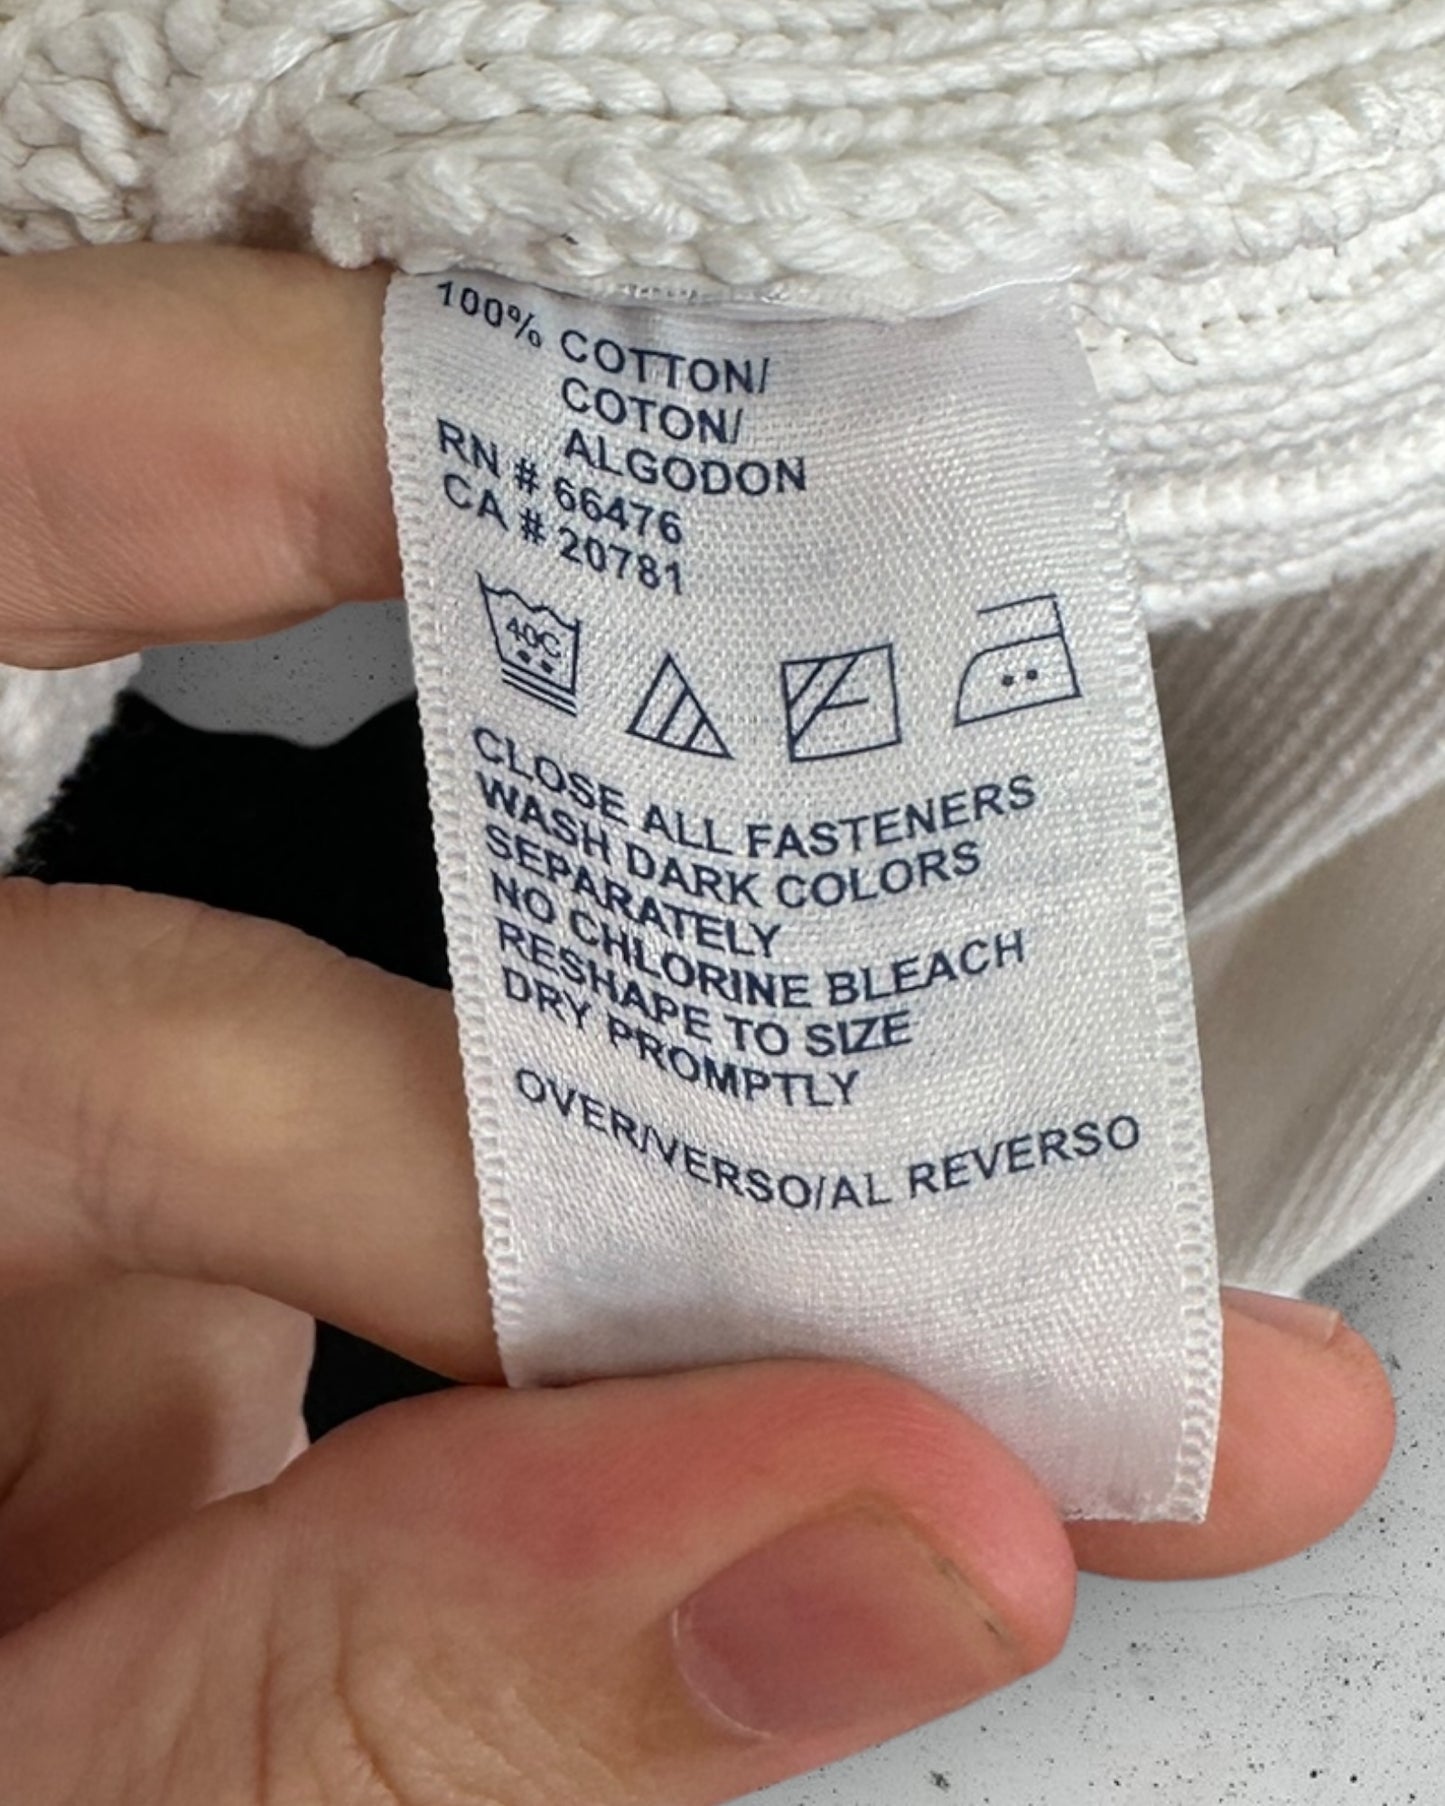 100% COTTON/
COTON/
ALGODON
RN # 66476
CA # 20781
40C
CLOSE ALL FASTENERS
WASH DARK COLORS
SEPARATELY
NO CHLORINE BLEACH
RESHAPE TO SIZE
DRY PROMPTLY
OVER/VERSO/AL REVERSO